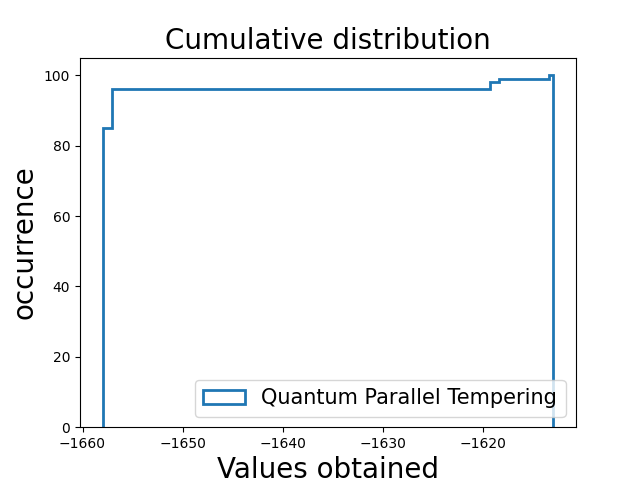 Cumulative distribution
occurrence
100
80
60
40
20
0
−1660 −1650 −1640 −1630 −1620
Values obtained
Quantum Parallel Tempering